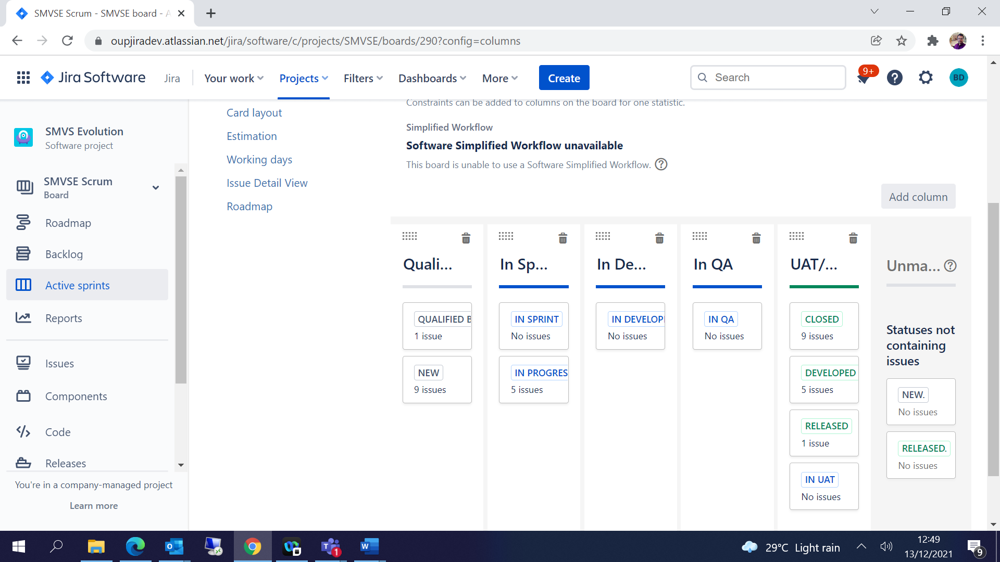 SMVSE Scrum - SMVSE board - A
oupjiradev.atlassian.net/jira/software/c/projects/SMVSE/boards/290?config=columns
Jira Software
Jira
Your work
Projects
Filters
Dashboards
More
Create
Search
9+
BD
SMVS Evolution
Software project
SMVSE Scrum
Board
Roadmap
Backlog
Active sprints
Reports
Issues
Components
Code
Releases
You're in a company-managed project
Learn more
Card layout
Estimation
Working days
Issue Detail View
Roadmap
Constraints can be added to columns on the board for one statistic.
Simplified Workflow
Software Simplified Workflow unavailable
This board is unable to use a Software Simplified Workflow.
Add column
Quali...
QUALIFIED B
1 issue
NEW
9 issues
In Sp...
IN SPRINT
No issues
IN PROGRES
5 issues
In De...
IN DEVELOP
No issues
In QA
IN QA
No issues
UAT/...
CLOSED
9 issues
DEVELOPED
5 issues
RELEASED
1 issue
IN UAT
No issues
Unma...
Statuses not
containing
issues
NEW.
No issues
RELEASED.
No issues
1
29°C Light rain
12:49
13/12/2021
9